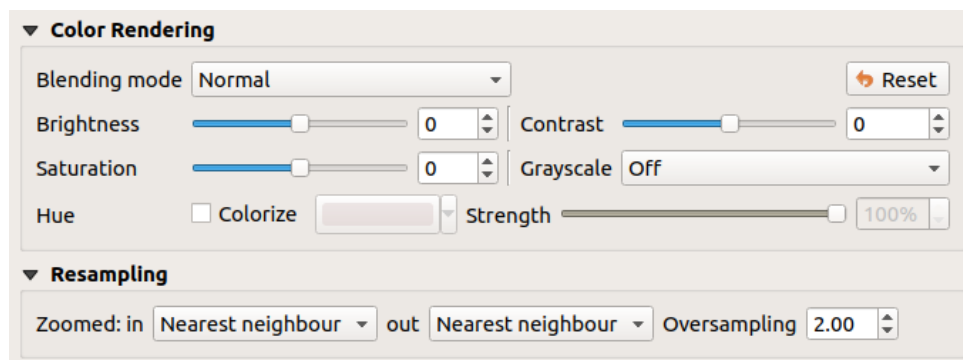 Color Rendering
Blending mode Normal Reset
Brightness 0 Contrast 0
Saturation 0 Grayscale Off
Hue Colorize Strength 100%
Resampling
Zoomed: in Nearest neighbour out Nearest neighbour Oversampling 2.00